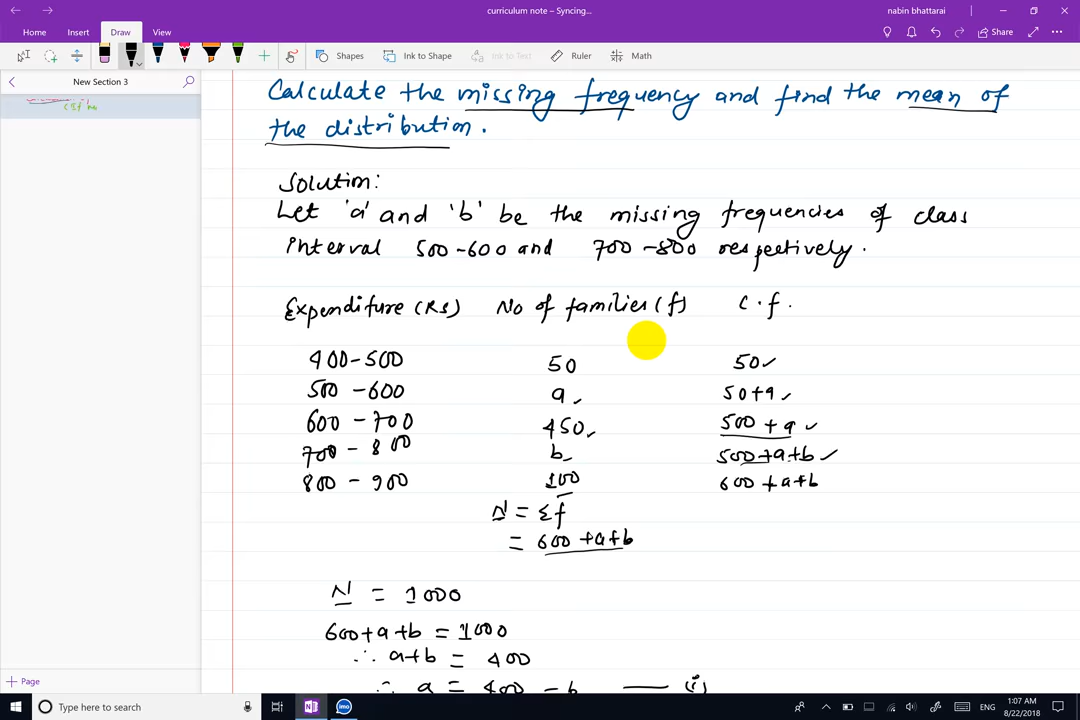 curriculum note – Syncing...
nabin bhattarai
Home Insert Draw View
Share
Shapes Ink to Shape Ink to Text Ruler Math
New Section 3
Calculate the missing frequency and find the mean of
the distribution.
Solution:
Let 'a' and 'b' be the missing frequencies of class
interval 500-600 and 700-800 respectively.
Expenditure (Rs) No of families (f) c.f.
400-500 50 50✓
500-600 a 50+a
600-700 450 500+a
700-800 b 500+a+b
800-900 100 600+a+b
N = Σf
= 600+a+b
N = 1000
600+a+b = 1000
∴ a+b = 400
∴ a = 400 - b —— (i)
+ Page
Type here to search
ENG
1:07 AM
8/22/2018